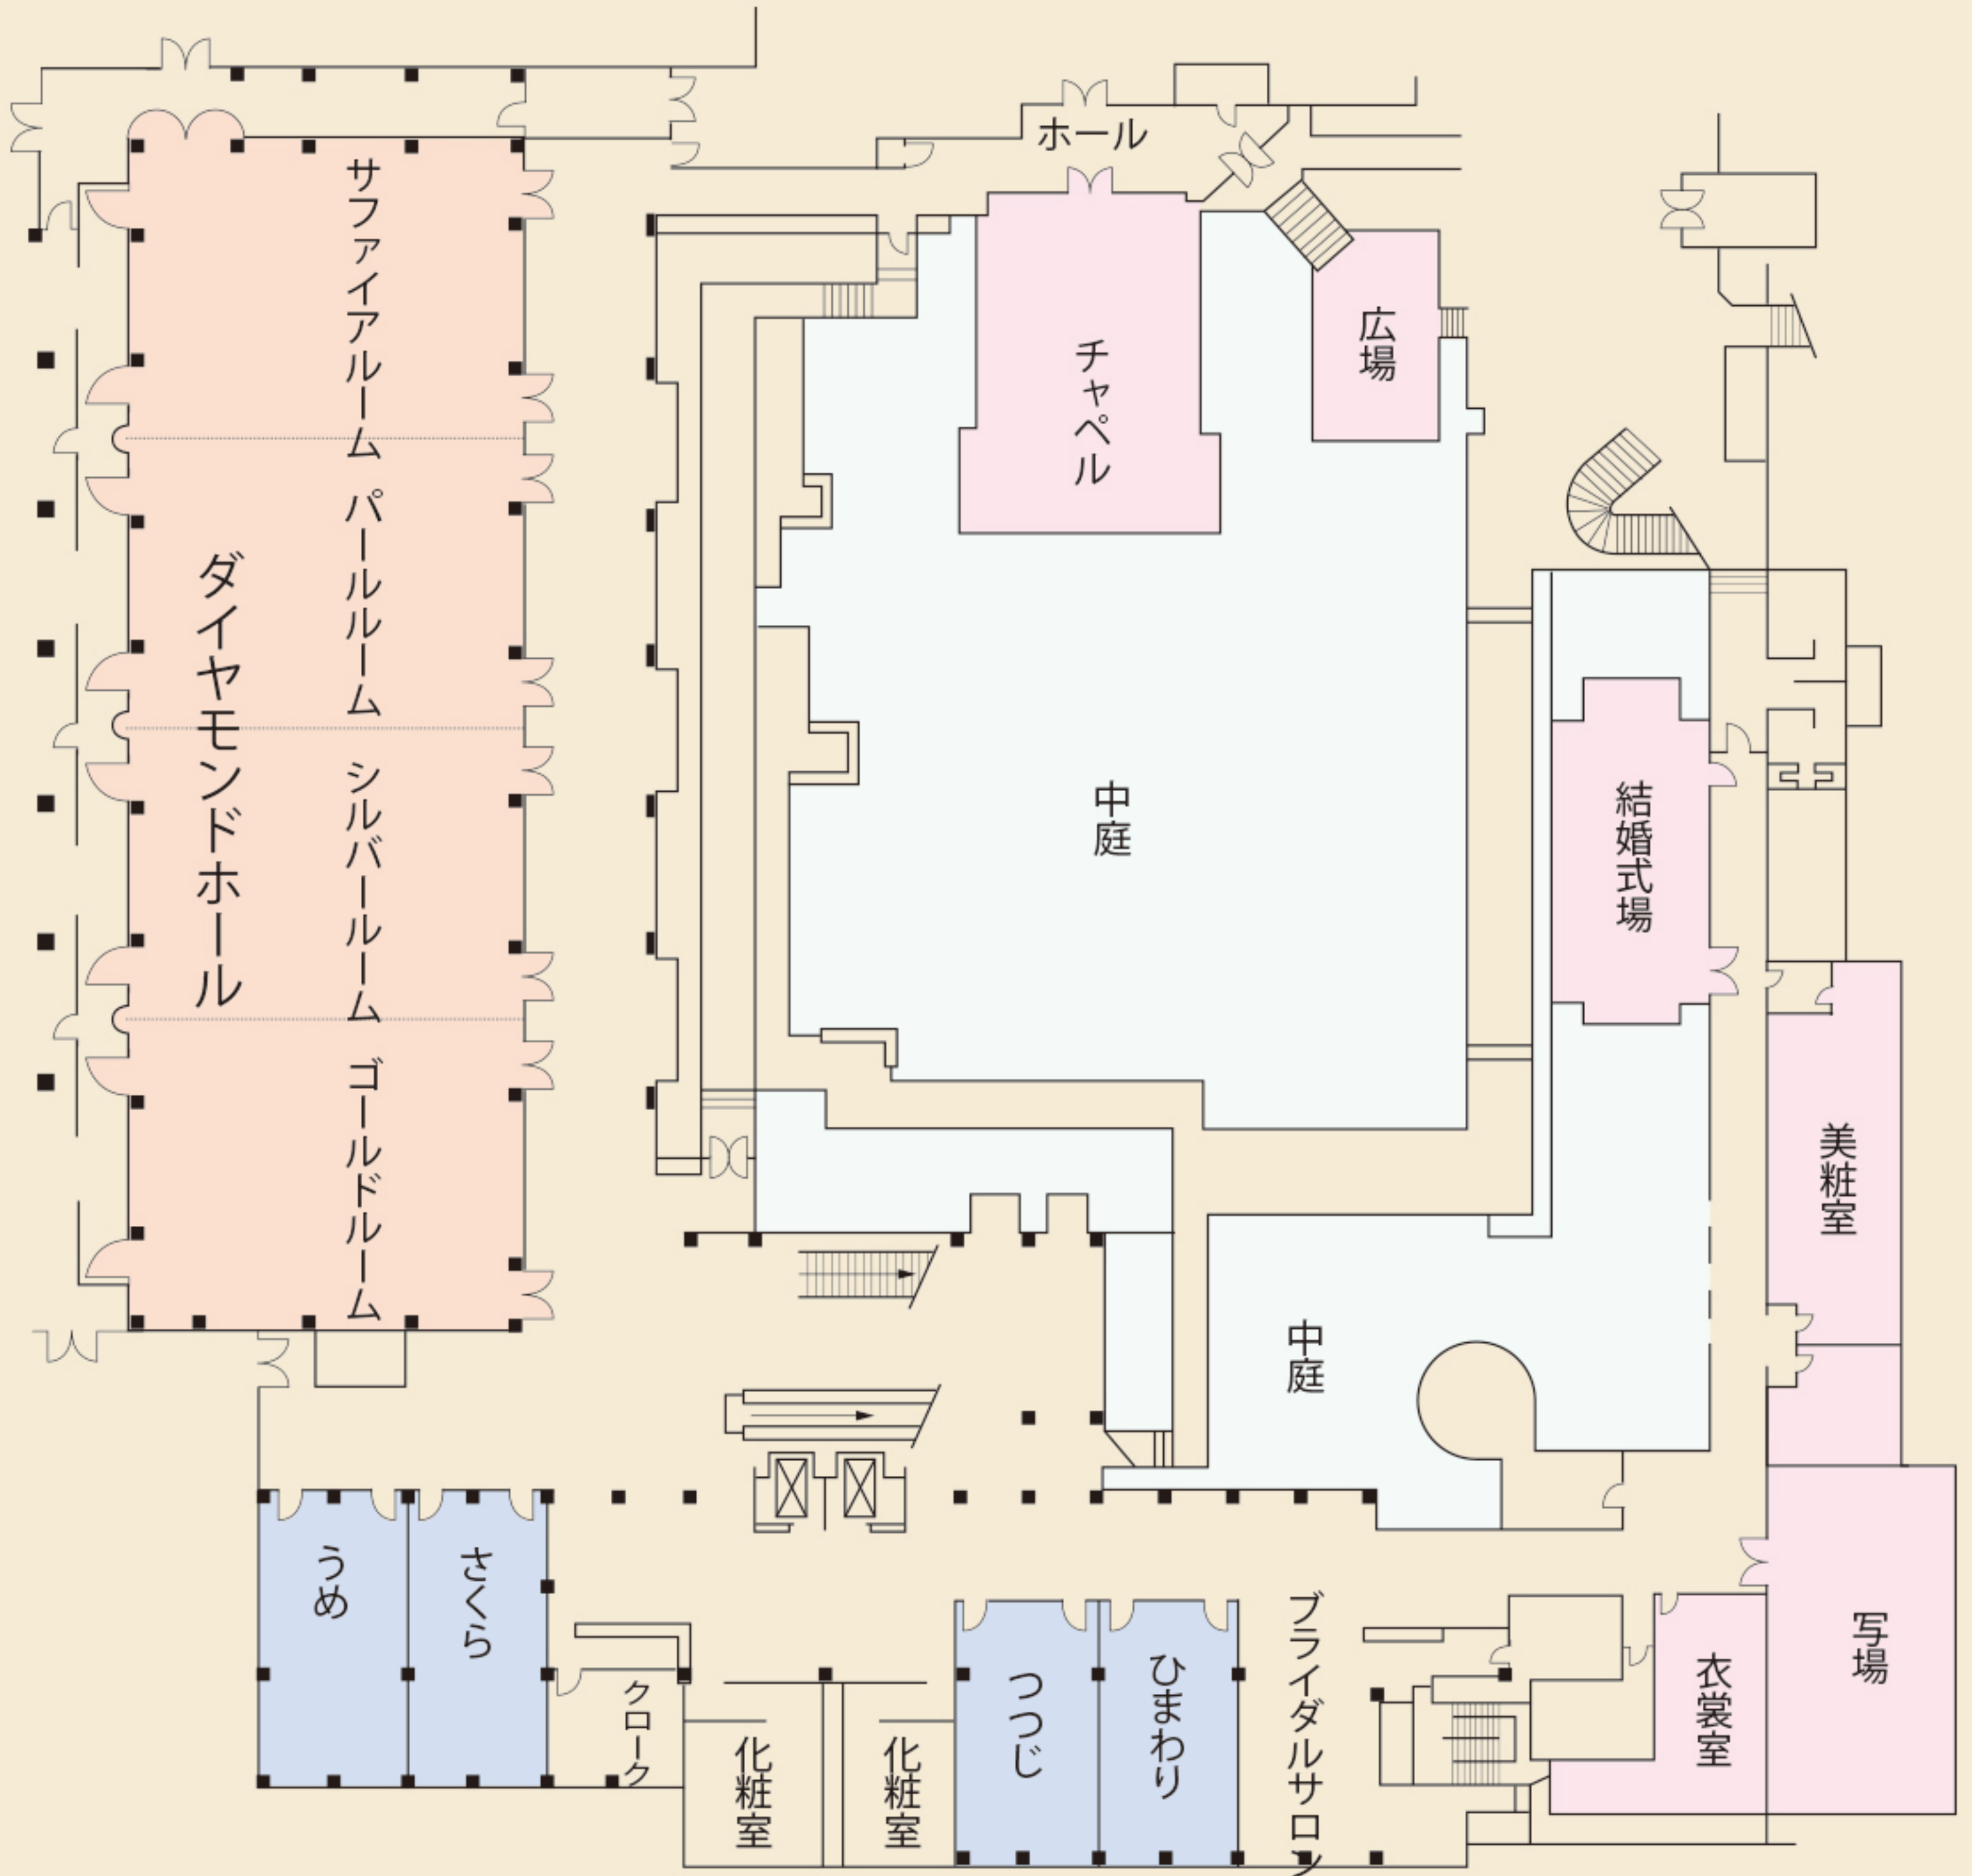 ホール
サファイアルーム
パールルーム
シルバールーム
ゴールドルーム
ダイヤモンドホール
チャペル
広場
中庭
結婚式場
美粧室
中庭
うめ
さくら
クローク
化粧室
化粧室
つつじ
ひまわり
ブライダルサロン
衣裳室
写場